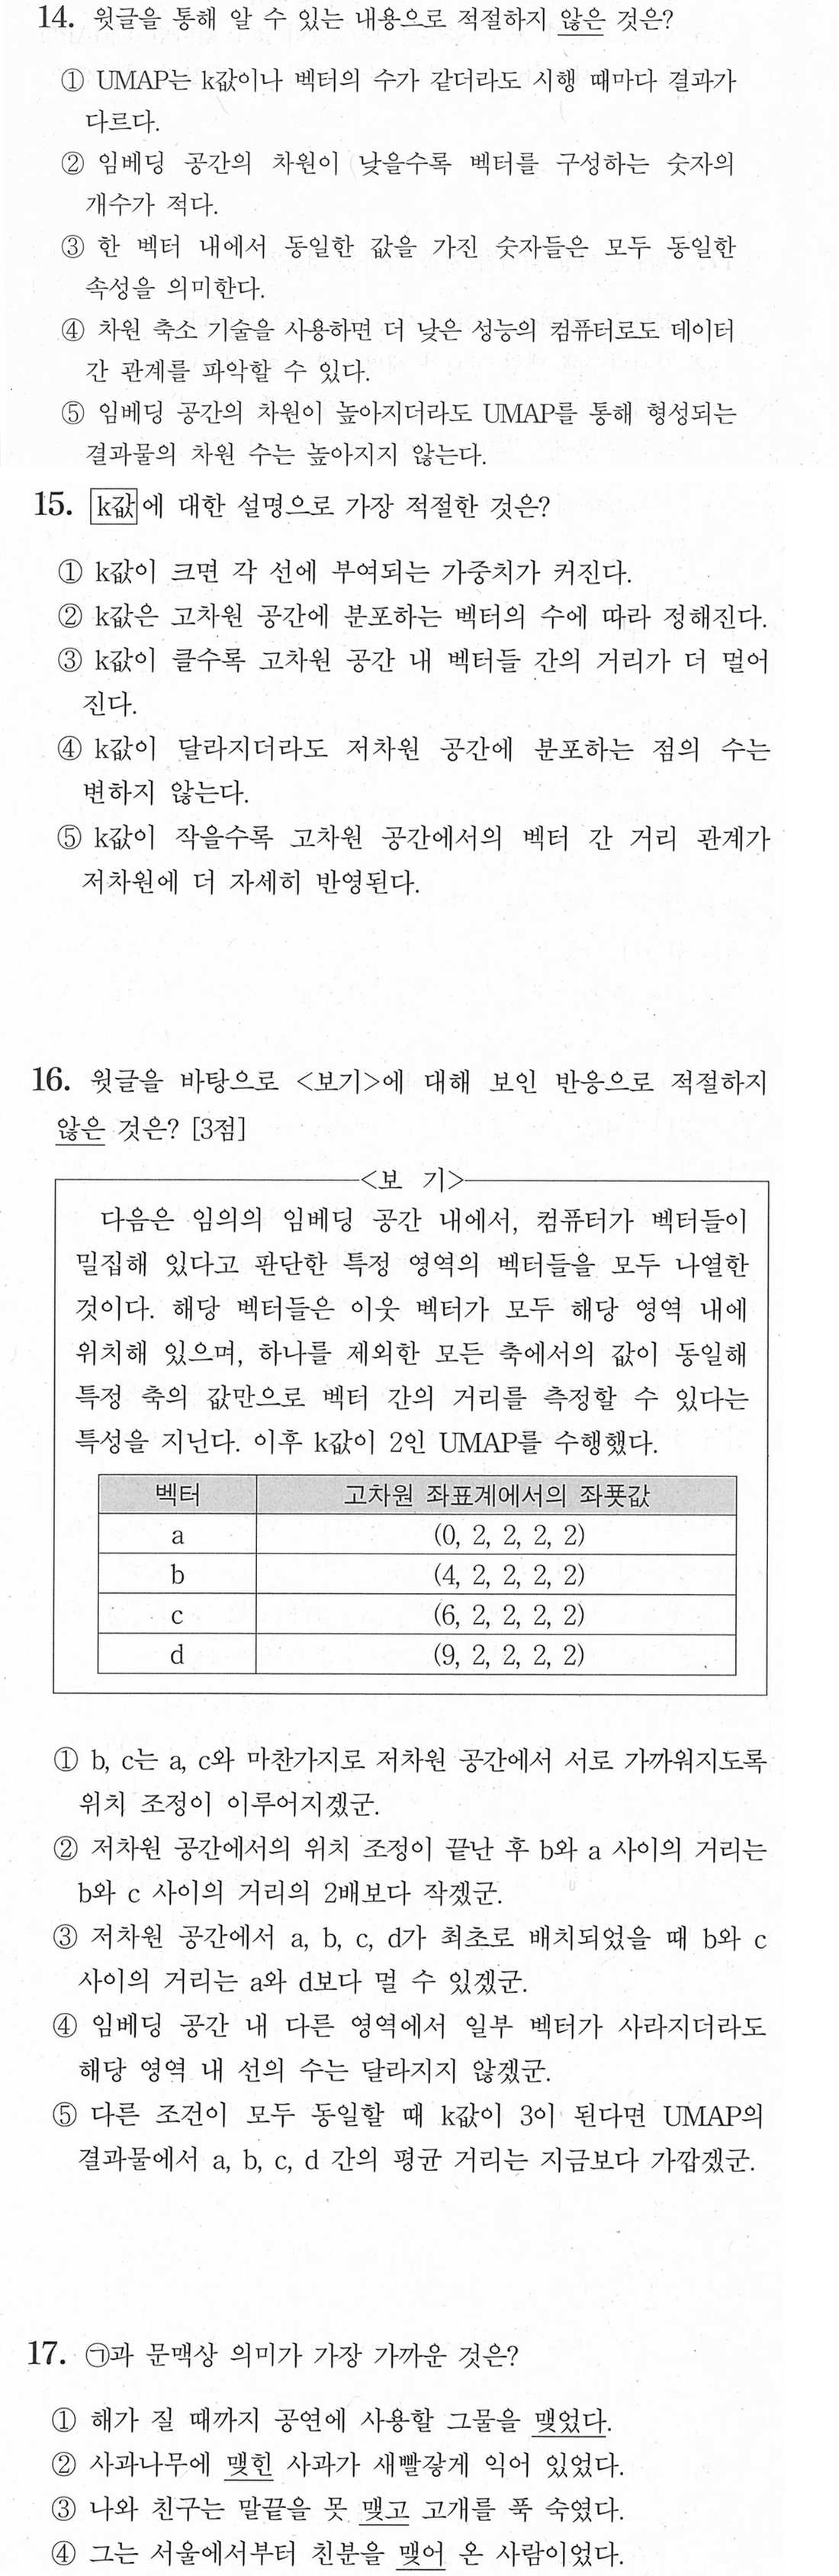 14. 윗글을 통해 알 수 있는 내용으로 적절하지 않은 것은?
① UMAP는 k값이나 벡터의 수가 같더라도 시행 때마다 결과가
다르다.
② 임베딩 공간의 차원이 낮을수록 벡터를 구성하는 숫자의
개수가 적다.
③ 한 벡터 내에서 동일한 값을 가진 숫자들은 모두 동일한
속성을 의미한다.
④ 차원 축소 기술을 사용하면 더 낮은 성능의 컴퓨터로도 데이터
간 관계를 파악할 수 있다.
⑤ 임베딩 공간의 차원이 높아지더라도 UMAP를 통해 형성되는
결과물의 차원 수는 높아지지 않는다.
15. k값에 대한 설명으로 가장 적절한 것은?
① k값이 크면 각 선에 부여되는 가중치가 커진다.
② k값은 고차원 공간에 분포하는 벡터의 수에 따라 정해진다.
③ k값이 클수록 고차원 공간 내 벡터들 간의 거리가 더 멀어
진다.
④ k값이 달라지더라도 저차원 공간에 분포하는 점의 수는
변하지 않는다.
⑤ k값이 작을수록 고차원 공간에서의 벡터 간 거리 관계가
저차원에 더 자세히 반영된다.
16. 윗글을 바탕으로 <보기>에 대해 보인 반응으로 적절하지
않은 것은? [3점]
<보 기>
다음은 임의의 임베딩 공간 내에서, 컴퓨터가 벡터들이
밀집해 있다고 판단한 특정 영역의 벡터들을 모두 나열한
것이다. 해당 벡터들은 이웃 벡터가 모두 해당 영역 내에
위치해 있으며, 하나를 제외한 모든 축에서의 값이 동일해
특정 축의 값만으로 벡터 간의 거리를 측정할 수 있다는
특성을 지닌다. 이후 k값이 2인 UMAP를 수행했다.
벡터 고차원 좌표계에서의 좌푯값
a (0, 2, 2, 2, 2)
b (4, 2, 2, 2, 2)
c (6, 2, 2, 2, 2)
d (9, 2, 2, 2, 2)
① b, c는 a, c와 마찬가지로 저차원 공간에서 서로 가까워지도록
위치 조정이 이루어지겠군.
② 저차원 공간에서의 위치 조정이 끝난 후 b와 a 사이의 거리는
b와 c 사이의 거리의 2배보다 작겠군.
③ 저차원 공간에서 a, b, c, d가 최초로 배치되었을 때 b와 c
사이의 거리는 a와 d보다 멀 수 있겠군.
④ 임베딩 공간 내 다른 영역에서 일부 벡터가 사라지더라도
해당 영역 내 선의 수는 달라지지 않겠군.
⑤ 다른 조건이 모두 동일할 때 k값이 3이 된다면 UMAP의
결과물에서 a, b, c, d 간의 평균 거리는 지금보다 가깝겠군.
17. ㉠과 문맥상 의미가 가장 가까운 것은?
① 해가 질 때까지 공연에 사용할 그물을 맺었다.
② 사과나무에 맺힌 사과가 새빨갛게 익어 있었다.
③ 나와 친구는 말끝을 못 맺고 고개를 푹 숙였다.
④ 그는 서울에서부터 친분을 맺어 온 사람이었다.